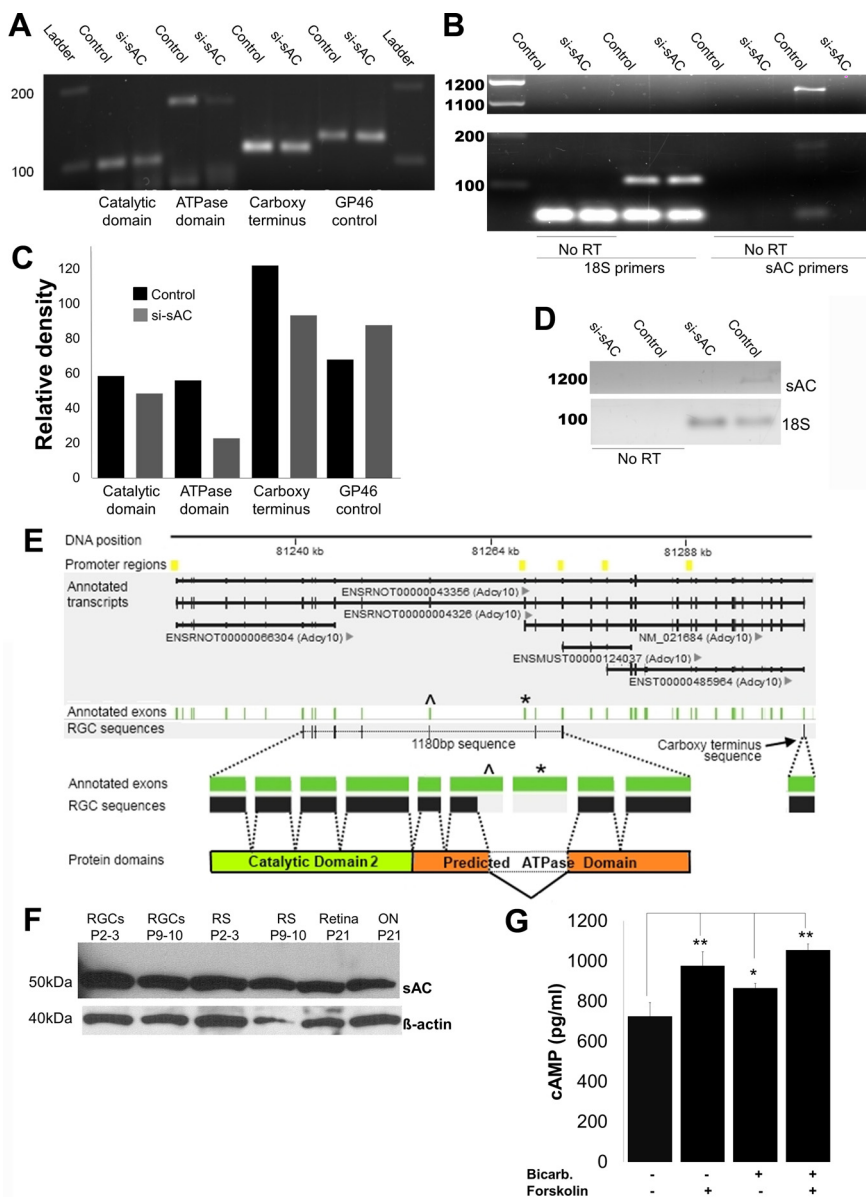 A
Ladder
Control
si-sAC
Control
si-sAC
Control
si-sAC
Control
si-sAC
Ladder
200
100
Catalytic domain
ATPase domain
Carboxy terminus
GP46 control
B
Control
si-sAC
Control
si-sAC
Control
si-sAC
Control
si-sAC
1200
1100
200
100
No RT
No RT
18S primers
sAC primers
C
Relative density
120
100
80
60
40
20
0
Control
si-sAC
Catalytic domain
ATPase domain
Carboxy terminus
GP46 control
D
si-sAC
Control
si-sAC
Control
1200
sAC
100
18S
No RT
E
DNA position
81240 kb
81264 kb
81288 kb
Promoter regions
Annotated transcripts
ENSRNOT00000043356 (Adcy10)
ENSRNOT00000004326 (Adcy10)
ENSRNOT00000066304 (Adcy10)
NM_021684 (Adcy10)
ENSMUST00000124037 (Adcy10)
ENST00000485964 (Adcy10)
^
*
Annotated exons
RGC sequences
1180bp sequence
Carboxy terminus sequence
^
*
Annotated exons
RGC sequences
Protein domains
Catalytic Domain 2
Predicted ATPase Domain
F
RGCs P2-3
RGCs P9-10
RS P2-3
RS P9-10
Retina P21
ON P21
50kDa
sAC
40kDa
ß-actin
G
cAMP (pg/ml)
1200
1000
800
600
400
200
0
**
*
**
Bicarb. - - + +
Forskolin - + - +